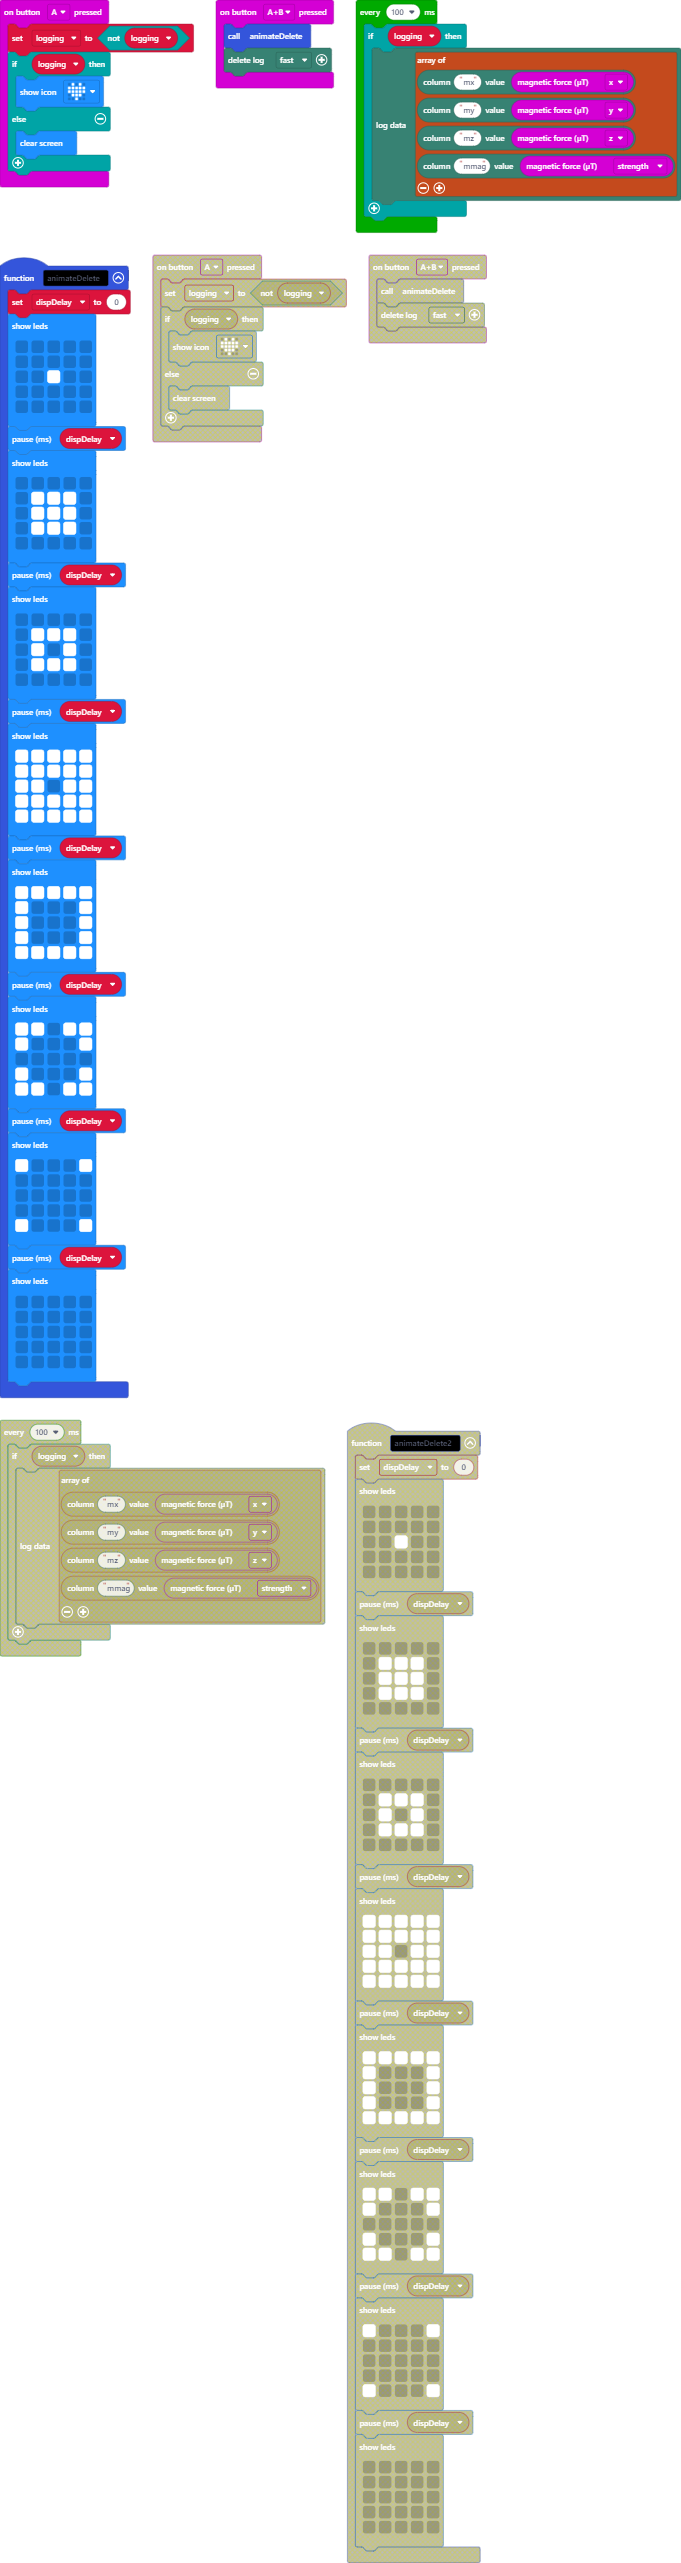 on button A pressed
set logging to not logging
if logging then
show icon
else
clear screen
on button A+B pressed
call animateDelete
delete log fast
every 100 ms
if logging then
array of
column "mx" value magnetic force (µT) x
column "my" value magnetic force (µT) y
log data
column "mz" value magnetic force (µT) z
column "mmag" value magnetic force (µT) strength
function animateDelete
set dispDelay to 0
show leds
pause (ms) dispDelay
show leds
pause (ms) dispDelay
show leds
pause (ms) dispDelay
show leds
pause (ms) dispDelay
show leds
pause (ms) dispDelay
show leds
pause (ms) dispDelay
show leds
pause (ms) dispDelay
show leds
on button A pressed
set logging to not logging
if logging then
show icon
else
clear screen
on button A+B pressed
call animateDelete
delete log fast
every 100 ms
if logging then
array of
column "mx" value magnetic force (µT) x
column "my" value magnetic force (µT) y
log data
column "mz" value magnetic force (µT) z
column "mmag" value magnetic force (µT) strength
function animateDelete2
set dispDelay to 0
show leds
pause (ms) dispDelay
show leds
pause (ms) dispDelay
show leds
pause (ms) dispDelay
show leds
pause (ms) dispDelay
show leds
pause (ms) dispDelay
show leds
pause (ms) dispDelay
show leds
pause (ms) dispDelay
show leds